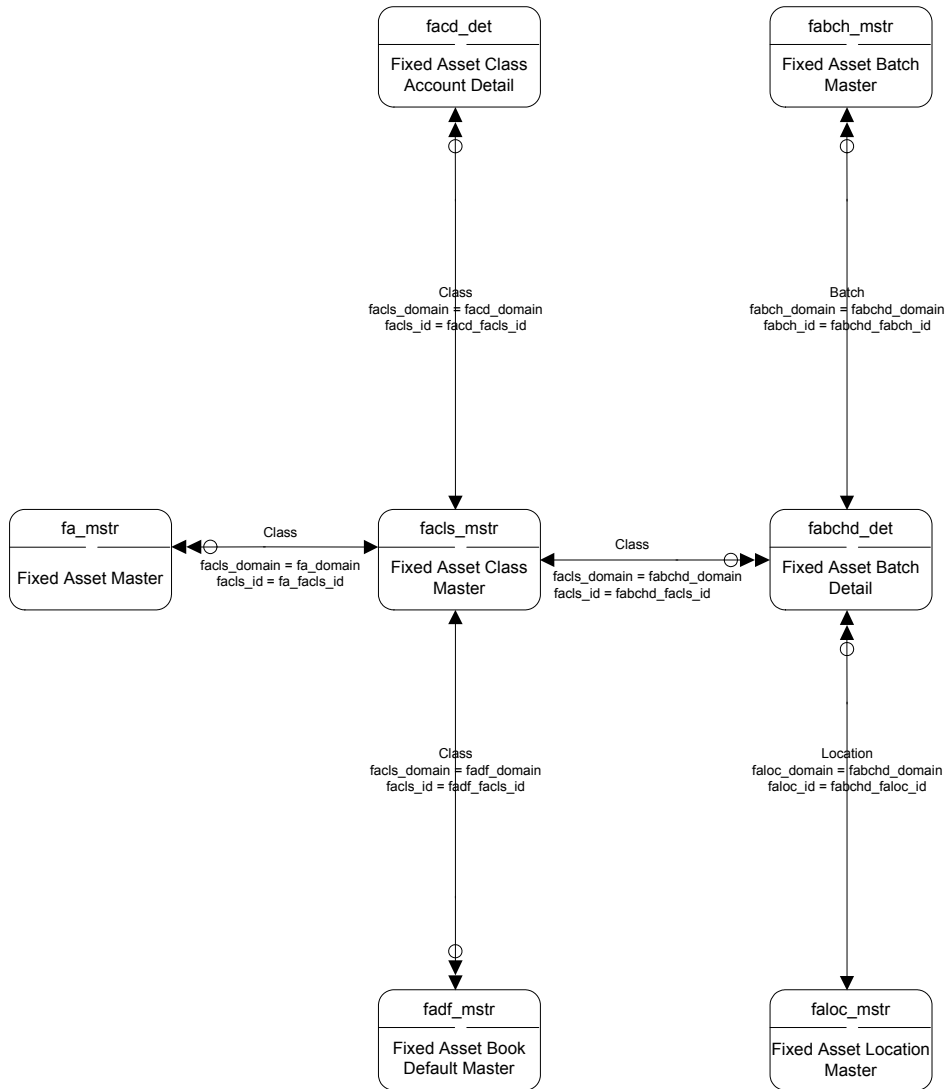 facd_det
Fixed Asset Class
Account Detail
fabch_mstr
Fixed Asset Batch
Master
Class
facls_domain = facd_domain
facls_id = facd_facls_id
Batch
fabch_domain = fabchd_domain
fabch_id = fabchd_fabch_id
fa_mstr
Fixed Asset Master
Class
facls_domain = fa_domain
facls_id = fa_facls_id
facls_mstr
Fixed Asset Class
Master
Class
facls_domain = fabchd_domain
facls_id = fabchd_facls_id
fabchd_det
Fixed Asset Batch
Detail
Class
facls_domain = fadf_domain
facls_id = fadf_facls_id
Location
faloc_domain = fabchd_domain
faloc_id = fabchd_faloc_id
fadf_mstr
Fixed Asset Book
Default Master
faloc_mstr
Fixed Asset Location
Master